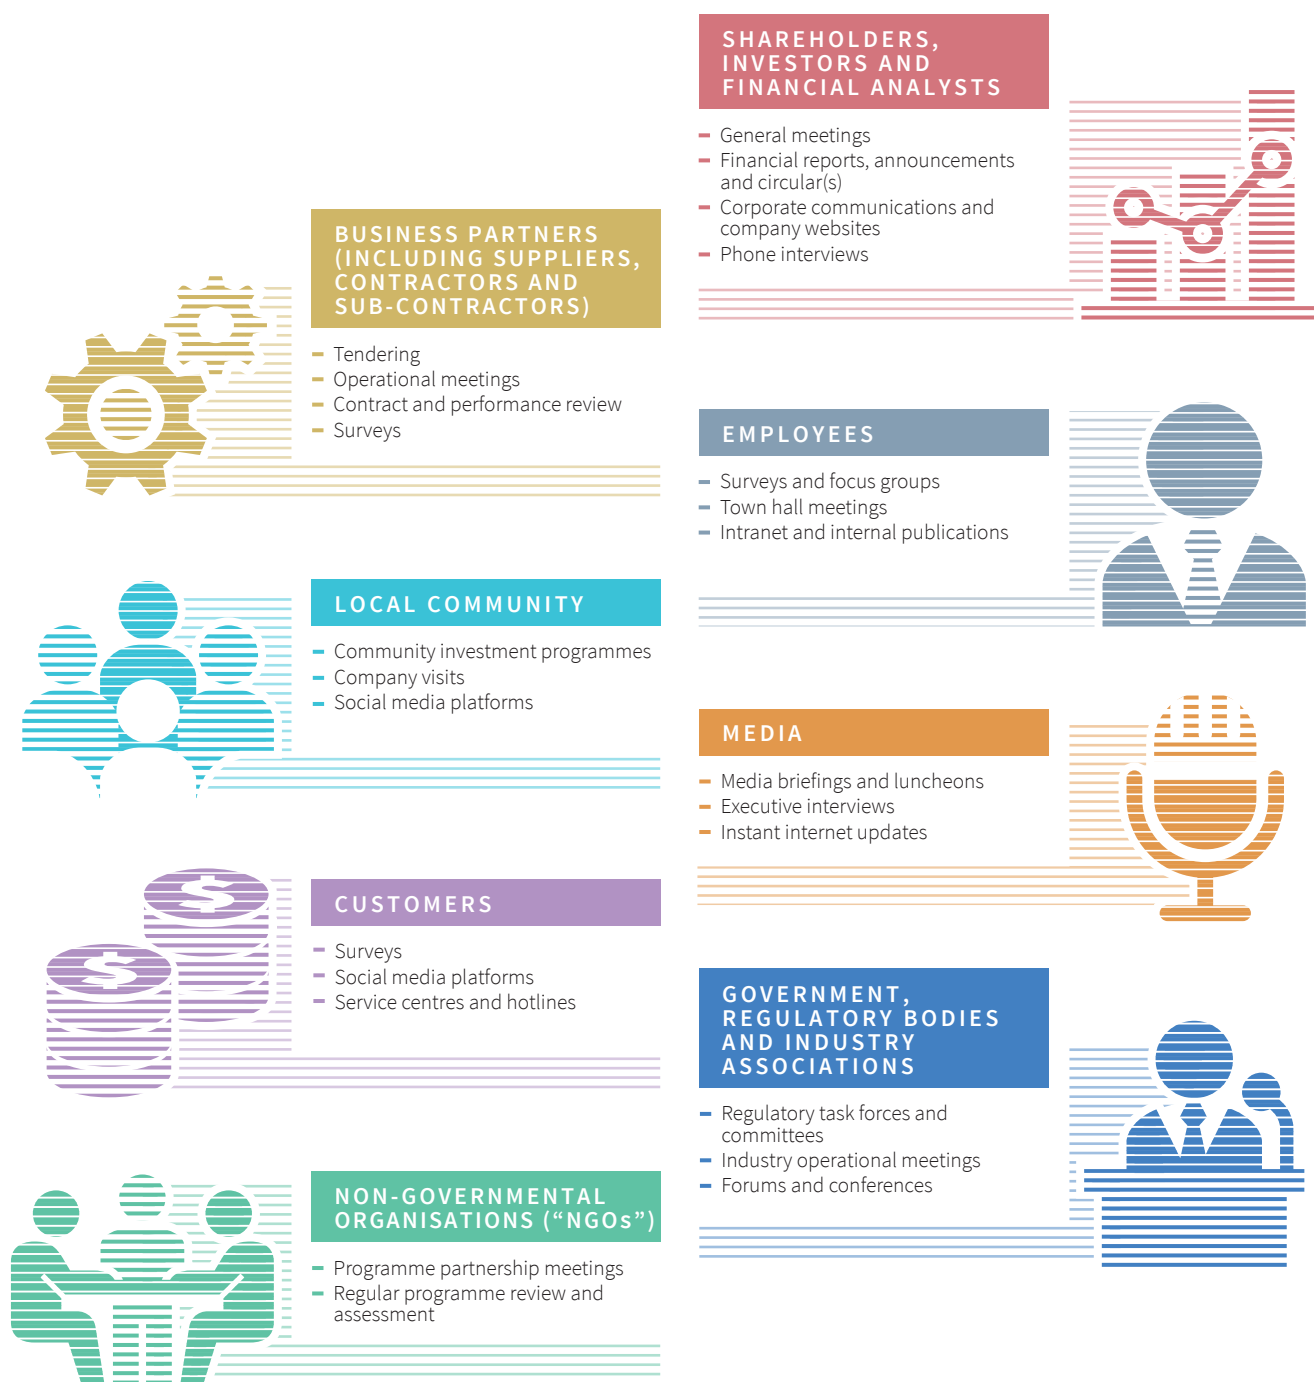 SHAREHOLDERS,
INVESTORS AND
FINANCIAL ANALYSTS
General meetings
Financial reports, announcements
and circular(s)
Corporate communications and
company websites
Phone interviews
BUSINESS PARTNERS
(INCLUDING SUPPLIERS,
CONTRACTORS AND
SUB-CONTRACTORS)
Tendering
Operational meetings
Contract and performance review
Surveys
EMPLOYEES
Surveys and focus groups
Town hall meetings
Intranet and internal publications
LOCAL COMMUNITY
Community investment programmes
Company visits
Social media platforms
MEDIA
Media briefings and luncheons
Executive interviews
Instant internet updates
CUSTOMERS
Surveys
Social media platforms
Service centres and hotlines
$
$
GOVERNMENT,
REGULATORY BODIES
AND INDUSTRY
ASSOCIATIONS
Regulatory task forces and
committees
Industry operational meetings
Forums and conferences
NON-GOVERNMENTAL
ORGANISATIONS (“NGOs”)
Programme partnership meetings
Regular programme review and
assessment